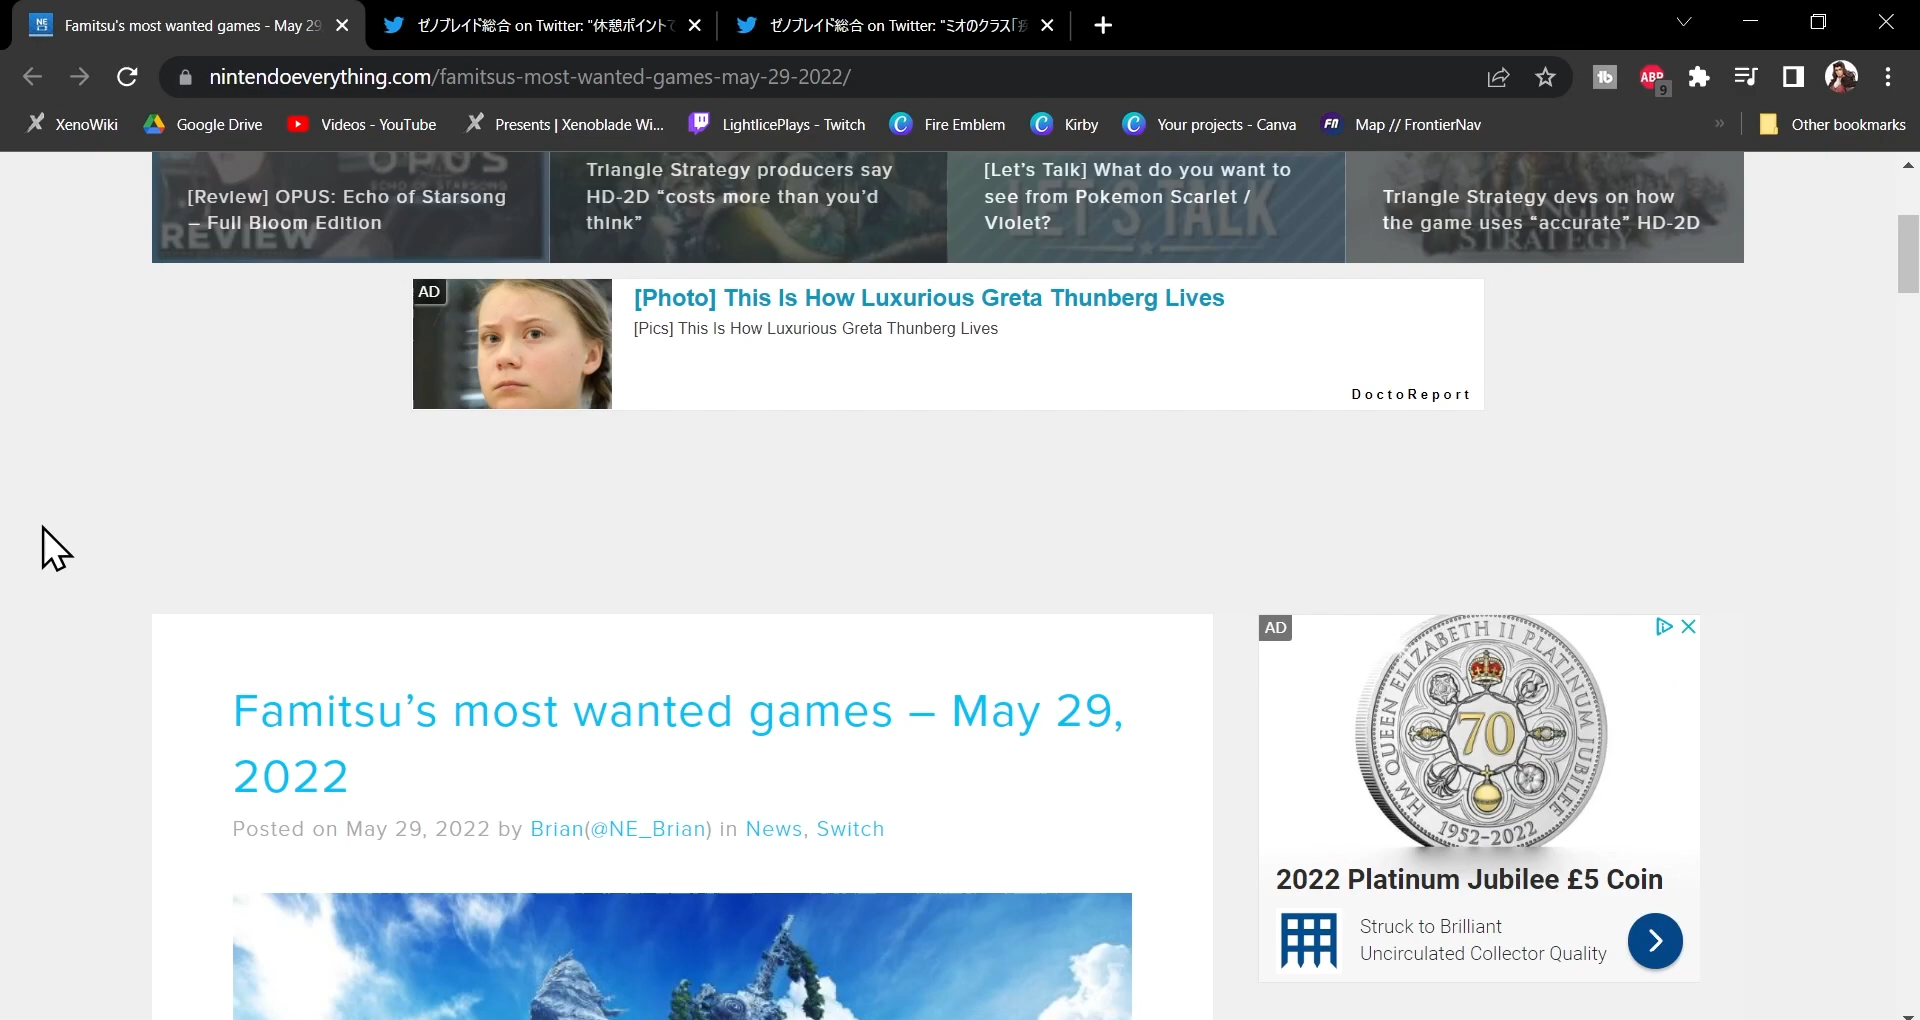 Famitsu's most wanted games - May 29
ゼノブレイド総合 on Twitter: "休憩ポイントで
ゼノブレイド総合 on Twitter: "ミオのクラス「疾
nintendoeverything.com/famitsus-most-wanted-games-may-29-2022/
ABP
9
XenoWiki
Google Drive
Videos - YouTube
Presents | Xenoblade Wi...
LightlicePlays - Twitch
Fire Emblem
Kirby
Your projects - Canva
Map // FrontierNav
»
Other bookmarks
[Review] OPUS: Echo of Starsong
– Full Bloom Edition
REVIEW
Triangle Strategy producers say
HD-2D “costs more than you’d
think”
[Let’s Talk] What do you want to
see from Pokemon Scarlet /
Violet?
Triangle Strategy devs on how
the game uses “accurate” HD-2D
STRATEGY
AD
[Photo] This Is How Luxurious Greta Thunberg Lives
[Pics] This Is How Luxurious Greta Thunberg Lives
DoctoReport
Famitsu’s most wanted games – May 29,
2022
Posted on May 29, 2022 by Brian(@NE_Brian) in News, Switch
AD
HM QUEEN ELIZABETH II PLATINUM JUBILEE
70
1952-2022
2022 Platinum Jubilee £5 Coin
Struck to Brilliant
Uncirculated Collector Quality